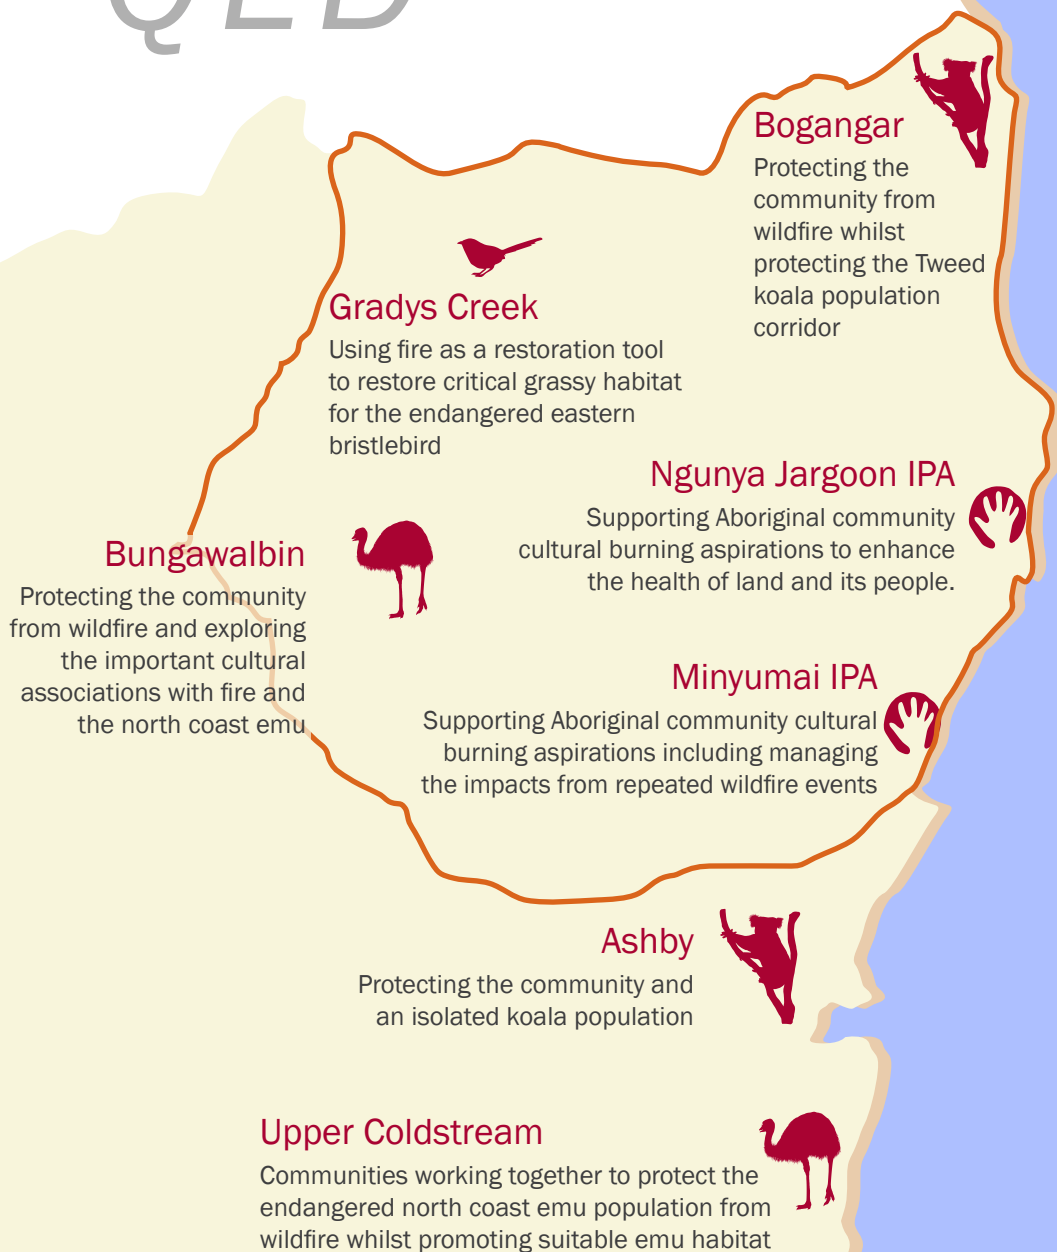 QLD
Bogangar
Protecting the
community from
wildfire whilst
protecting the Tweed
koala population
corridor
Gradys Creek
Using fire as a restoration tool
to restore critical grassy habitat
for the endangered eastern
bristlebird
Ngunya Jargoon IPA
Supporting Aboriginal community
cultural burning aspirations to enhance
the health of land and its people.
Bungawalbin
Protecting the community
from wildfire and exploring
the important cultural
associations with fire and
the north coast emu
Minyumai IPA
Supporting Aboriginal community cultural
burning aspirations including managing
the impacts from repeated wildfire events
Ashby
Protecting the community and
an isolated koala population
Upper Coldstream
Communities working together to protect the
endangered north coast emu population from
wildfire whilst promoting suitable emu habitat